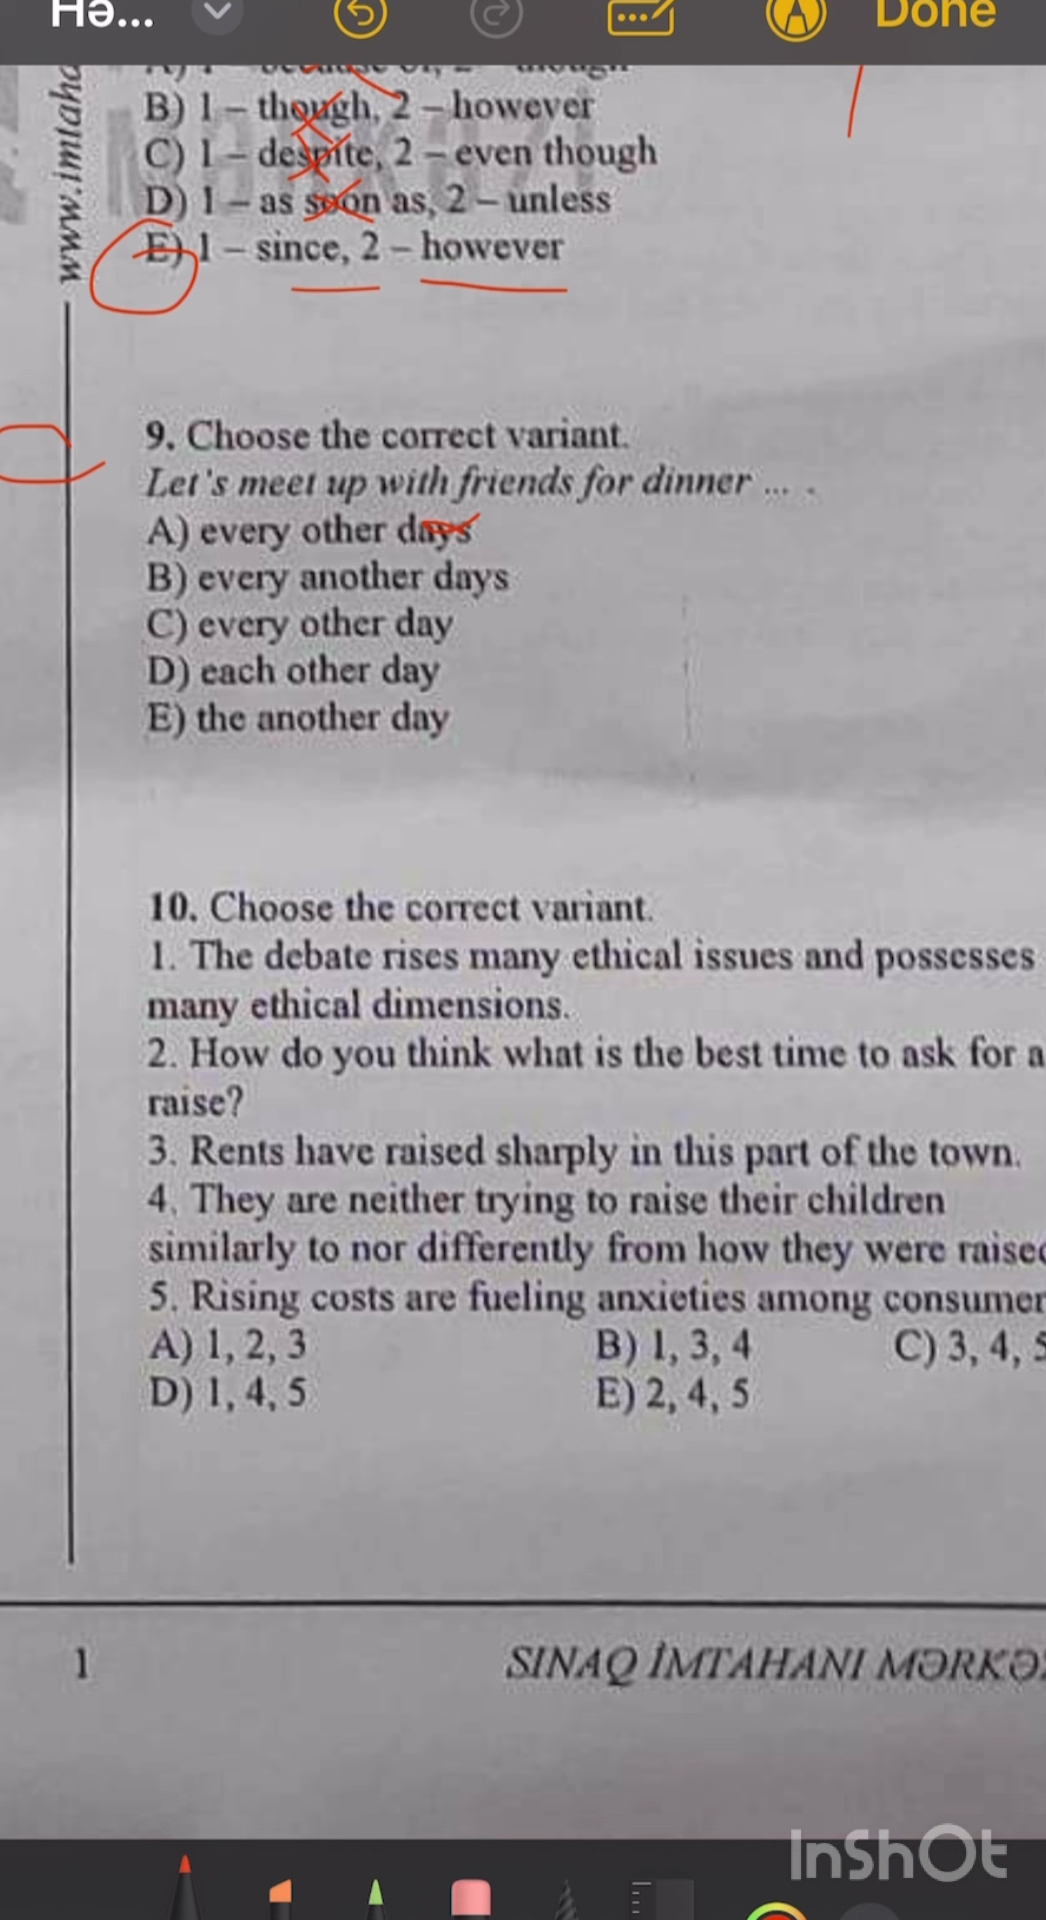 Hə...
Done
www.imtaha
B) 1 – though, 2 – however
C) 1 – despite, 2 – even though
D) 1 – as soon as, 2 – unless
E) 1 – since, 2 – however
9. Choose the correct variant.
Let's meet up with friends for dinner ... .
A) every other days
B) every another days
C) every other day
D) each other day
E) the another day
10. Choose the correct variant.
1. The debate rises many ethical issues and possesses
many ethical dimensions.
2. How do you think what is the best time to ask for a
raise?
3. Rents have raised sharply in this part of the town.
4. They are neither trying to raise their children
similarly to nor differently from how they were raised
5. Rising costs are fueling anxieties among consumer
A) 1, 2, 3 B) 1, 3, 4 C) 3, 4, 5
D) 1, 4, 5 E) 2, 4, 5
1 SINAQ İMTAHANI MƏRKƏZ
InShOt